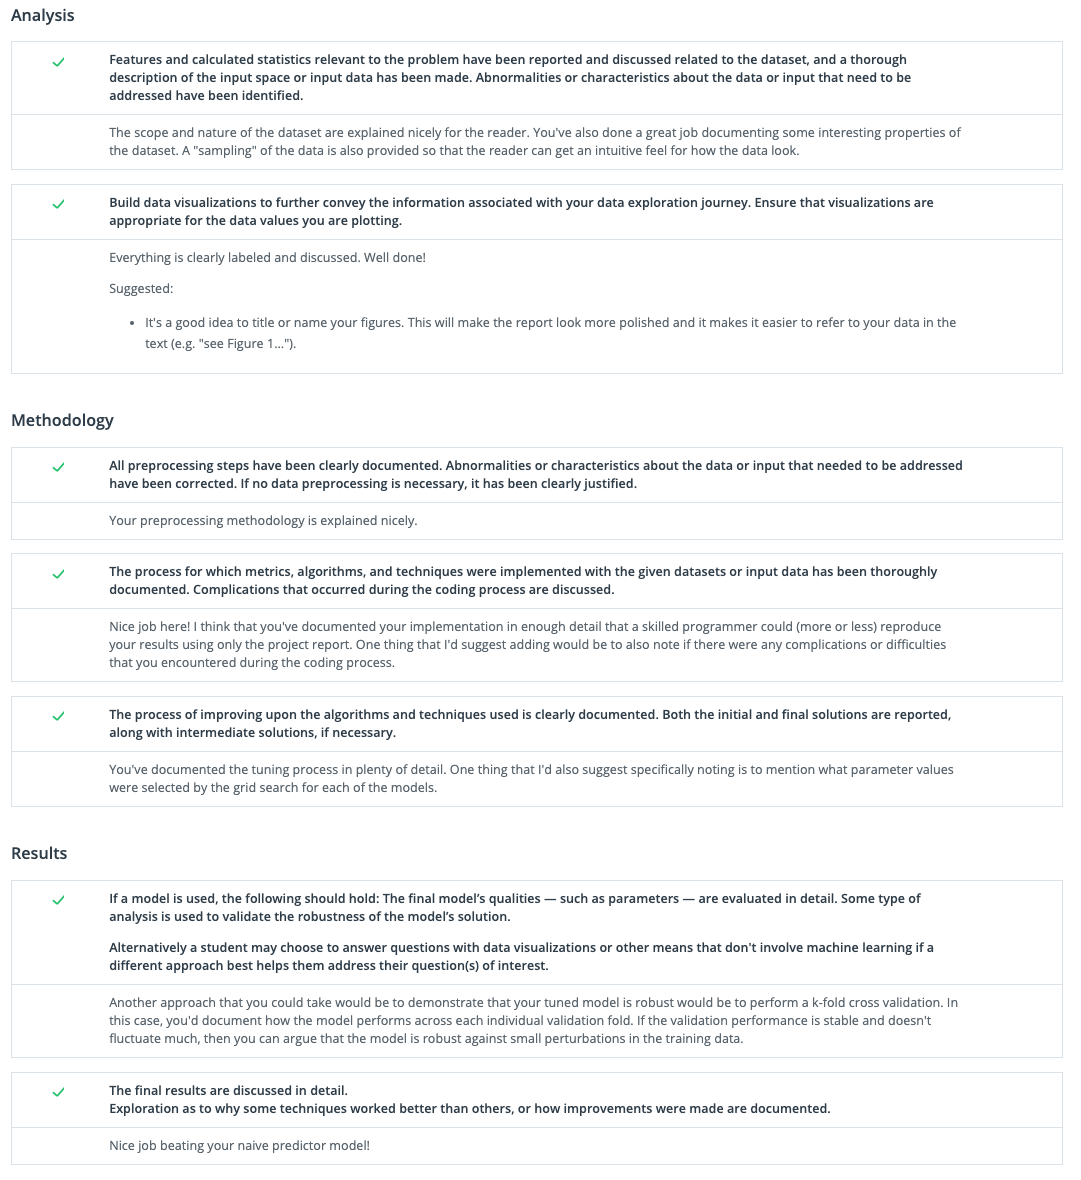 Analysis
Features and calculated statistics relevant to the problem have been reported and discussed related to the dataset, and a thorough
description of the input space or input data has been made. Abnormalities or characteristics about the data or input that need to be
addressed have been identified.
The scope and nature of the dataset are explained nicely for the reader. You've also done a great job documenting some interesting properties of
the dataset. A "sampling" of the data is also provided so that the reader can get an intuitive feel for how the data look.
Build data visualizations to further convey the information associated with your data exploration journey. Ensure that visualizations are
appropriate for the data values you are plotting.
Everything is clearly labeled and discussed. Well done!
Suggested:
• It's a good idea to title or name your figures. This will make the report look more polished and it makes it easier to refer to your data in the
text (e.g. "see Figure 1...").
Methodology
All preprocessing steps have been clearly documented. Abnormalities or characteristics about the data or input that needed to be addressed
have been corrected. If no data preprocessing is necessary, it has been clearly justified.
Your preprocessing methodology is explained nicely.
The process for which metrics, algorithms, and techniques were implemented with the given datasets or input data has been thoroughly
documented. Complications that occurred during the coding process are discussed.
Nice job here! I think that you've documented your implementation in enough detail that a skilled programmer could (more or less) reproduce
your results using only the project report. One thing that I'd suggest adding would be to also note if there were any complications or difficulties
that you encountered during the coding process.
The process of improving upon the algorithms and techniques used is clearly documented. Both the initial and final solutions are reported,
along with intermediate solutions, if necessary.
You've documented the tuning process in plenty of detail. One thing that I'd also suggest specifically noting is to mention what parameter values
were selected by the grid search for each of the models.
Results
If a model is used, the following should hold: The final model’s qualities — such as parameters — are evaluated in detail. Some type of
analysis is used to validate the robustness of the model’s solution.
Alternatively a student may choose to answer questions with data visualizations or other means that don't involve machine learning if a
different approach best helps them address their question(s) of interest.
Another approach that you could take would be to demonstrate that your tuned model is robust would be to perform a k-fold cross validation. In
this case, you'd document how the model performs across each individual validation fold. If the validation performance is stable and doesn't
fluctuate much, then you can argue that the model is robust against small perturbations in the training data.
The final results are discussed in detail.
Exploration as to why some techniques worked better than others, or how improvements were made are documented.
Nice job beating your naive predictor model!